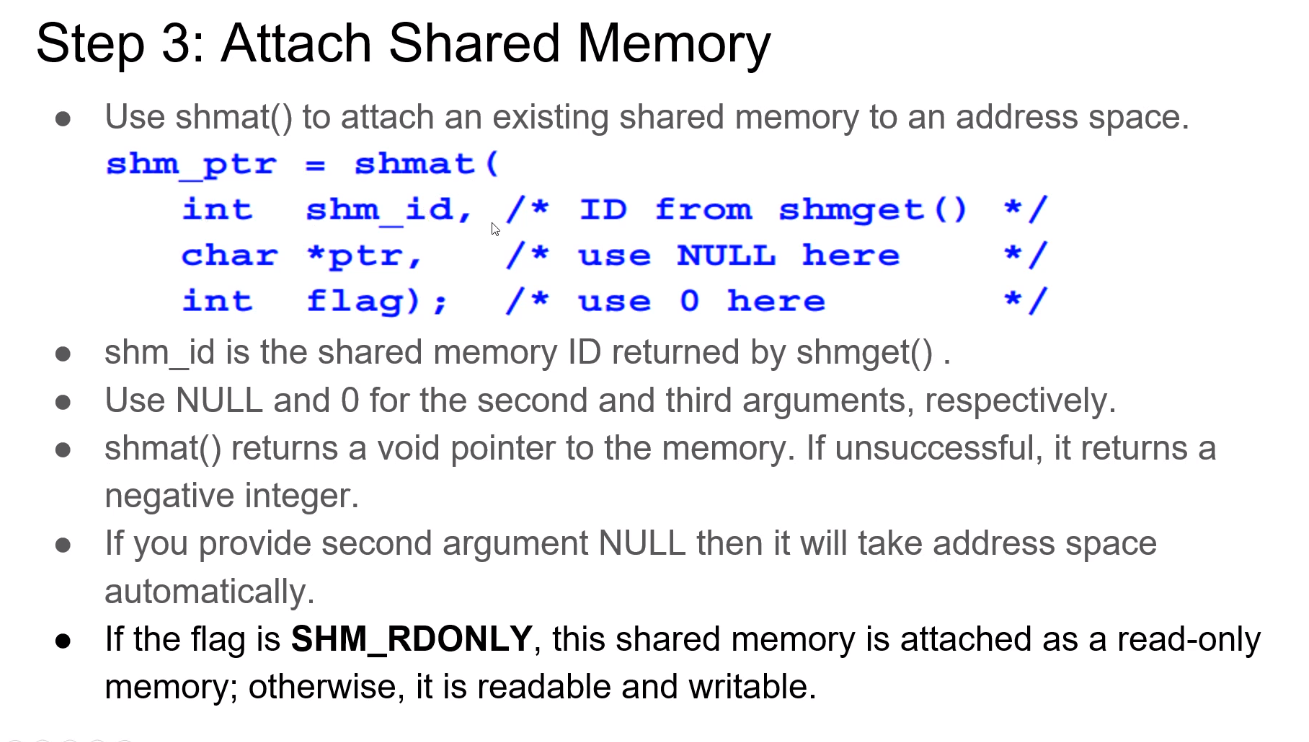 Step 3: Attach Shared Memory
● Use shmat() to attach an existing shared memory to an address space.
shm_ptr = shmat(
int shm_id, /* ID from shmget() */
char *ptr, /* use NULL here */
int flag); /* use 0 here */
● shm_id is the shared memory ID returned by shmget() .
● Use NULL and 0 for the second and third arguments, respectively.
● shmat() returns a void pointer to the memory. If unsuccessful, it returns a
negative integer.
● If you provide second argument NULL then it will take address space
automatically.
● If the flag is SHM_RDONLY, this shared memory is attached as a read-only
memory; otherwise, it is readable and writable.